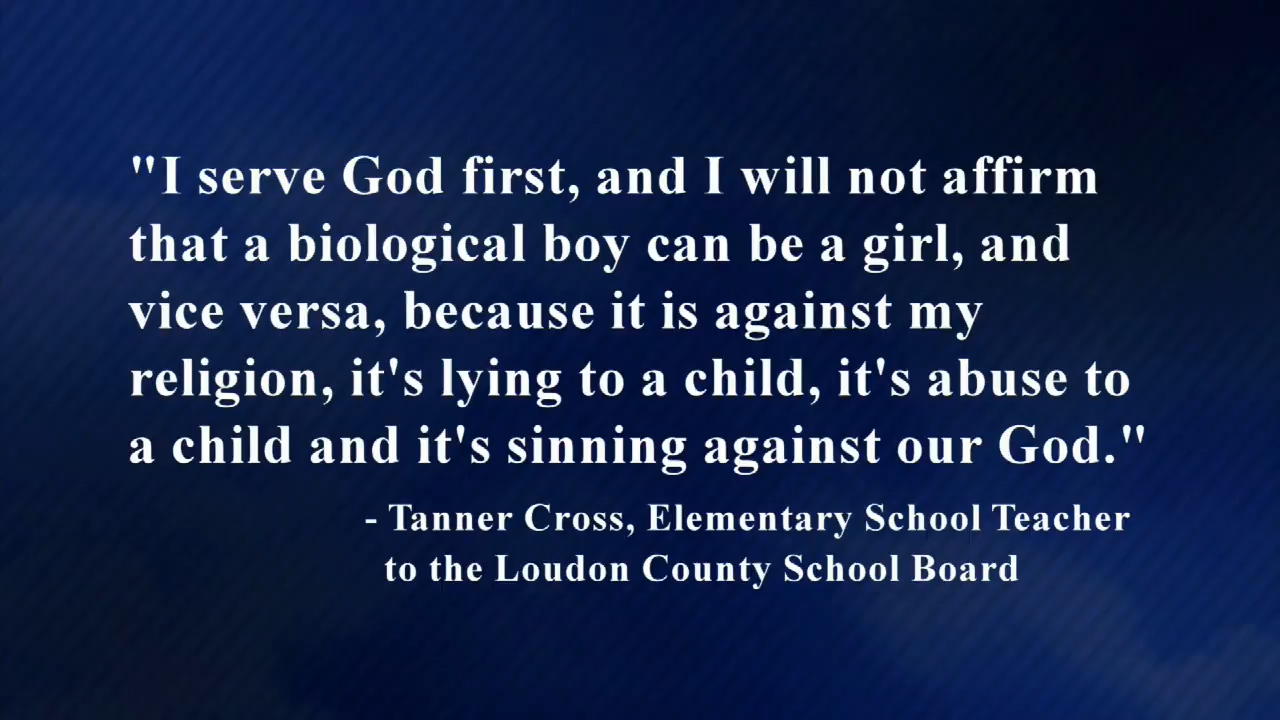 "I serve God first, and I will not affirm
that a biological boy can be a girl, and
vice versa, because it is against my
religion, it's lying to a child, it's abuse to
a child and it's sinning against our God."
- Tanner Cross, Elementary School Teacher
to the Loudon County School Board